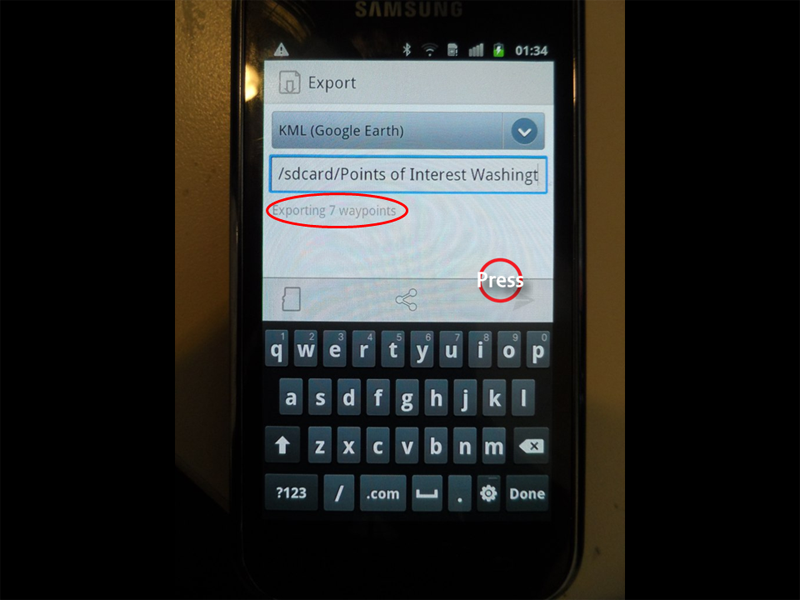 SAMSUNG
01:34
Export
KML (Google Earth)
/sdcard/Points of Interest Washingt
Exporting 7 waypoints
Press
1 2 3 4 5 6 7 8 9 0
q w e r t y u i o p
a s d f g h j k l
z x c v b n m
?123 / .com . Done